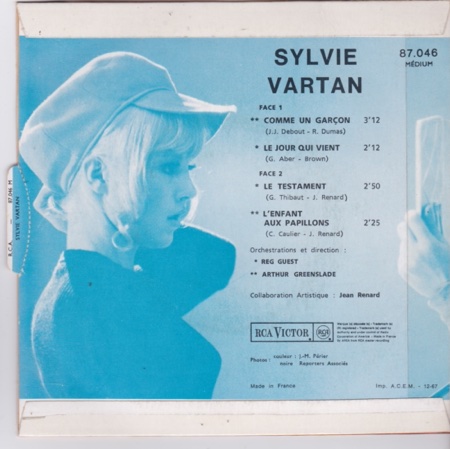 SYLVIE
VARTAN
87.046
MÉDIUM
FACE 1
** COMME UN GARÇON 3'12
(J.J. Debout - R. Dumas)
* LE JOUR QUI VIENT 2'12
(G. Aber - Brown)
FACE 2
* LE TESTAMENT 2'50
(G. Thibaut - J. Renard)
** L'ENFANT
AUX PAPILLONS 2'25
(C. Caulier - J. Renard)
Orchestrations et direction :
* REG GUEST
** ARTHUR GREENSLADE
Collaboration Artistique : Jean Renard
RCA VICTOR
Photos : couleur : J.-M. Périer
noire Reporters Associés
Made in France
Imp. A.C.E.M. - 12-67
R.C.A. — 87.046 M
SYLVIE VARTAN